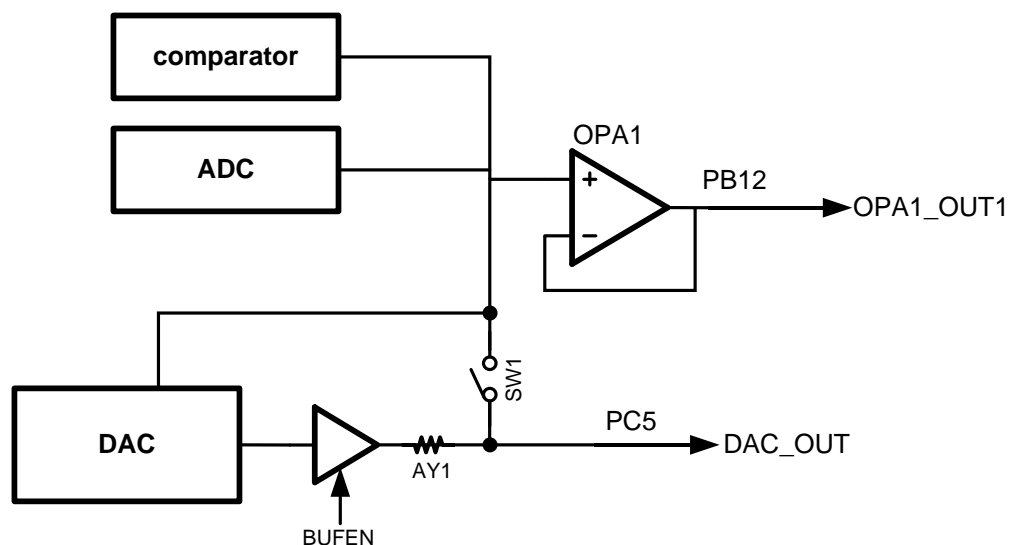 comparator
OPA1
ADC
+
PB12
OPA1_OUT1
−
SW1
PC5
DAC
DAC_OUT
AY1
BUFEN